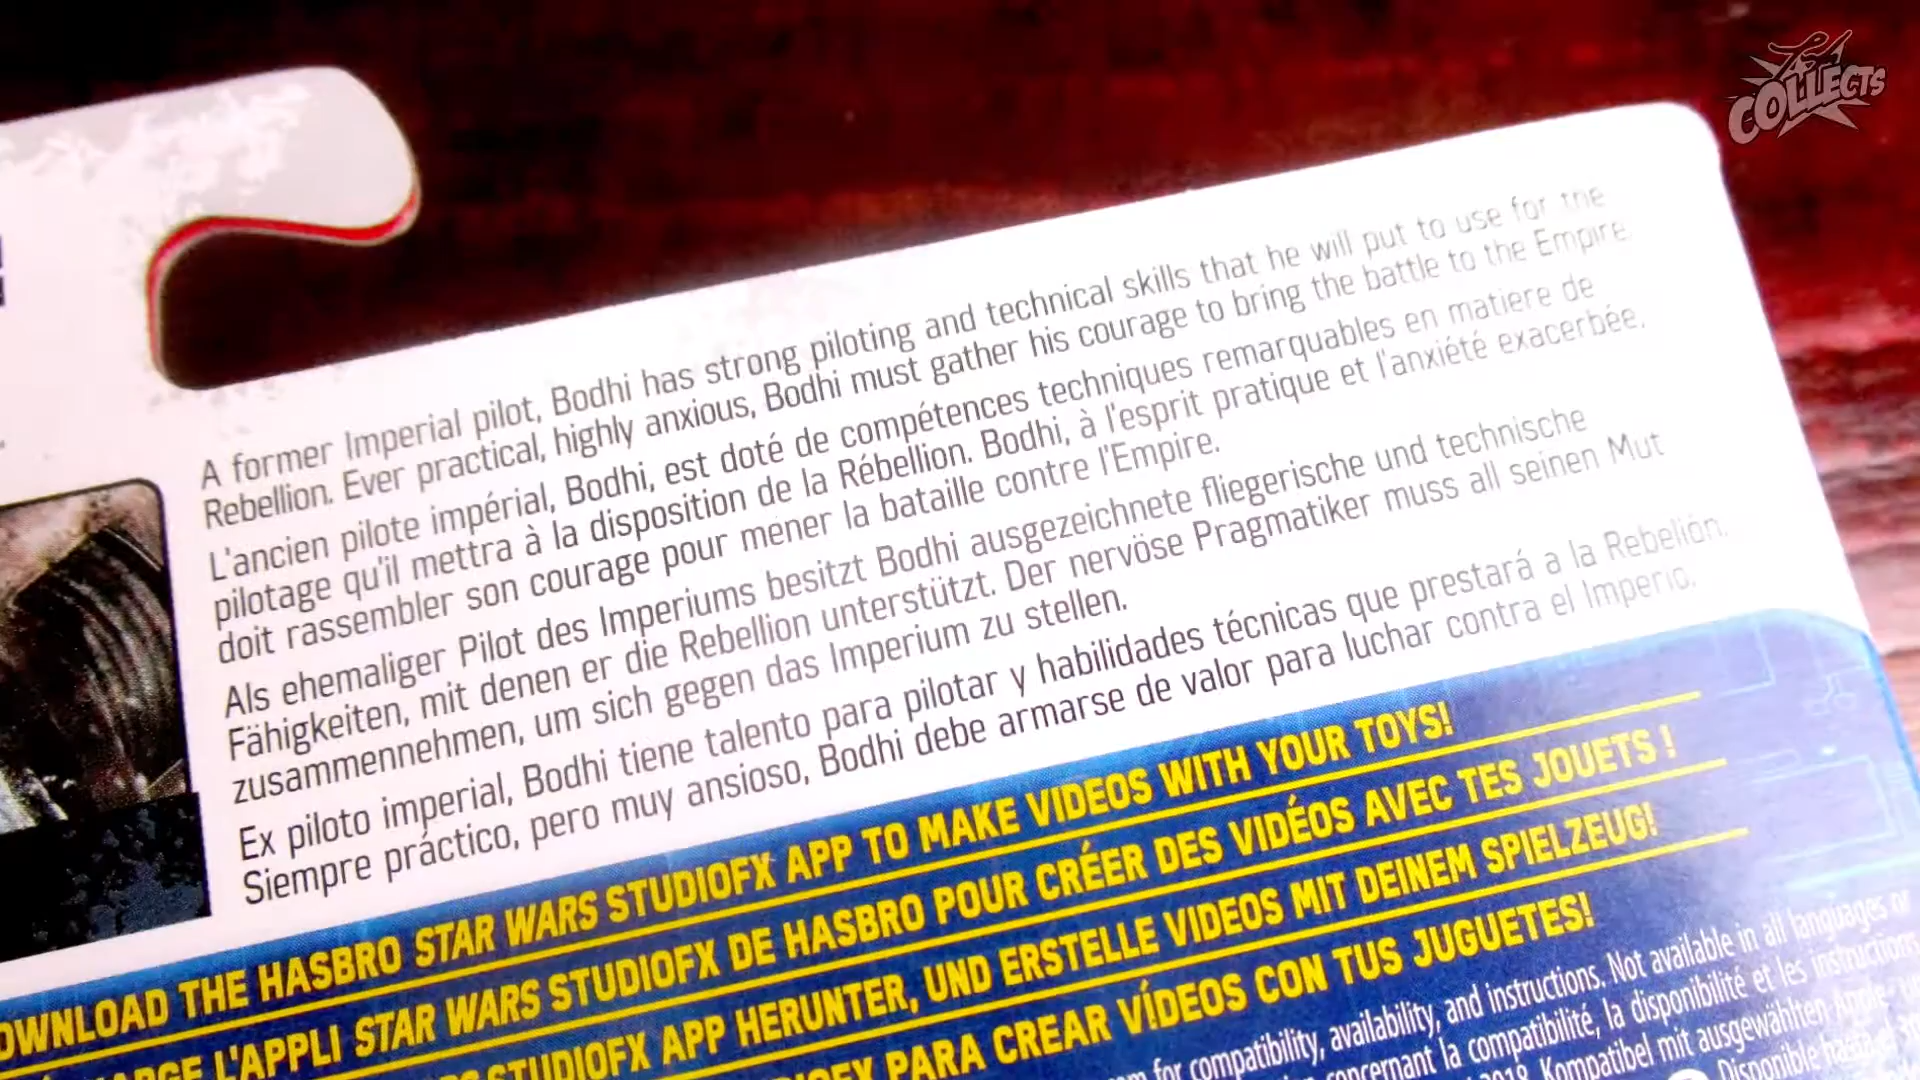 COLLECTS
A former Imperial pilot, Bodhi has strong piloting and technical skills that he will put to use for the
Rebellion. Ever practical, highly anxious, Bodhi must gather his courage to bring the battle to the Empire.
L'ancien pilote impérial, Bodhi, est doté de compétences techniques remarquables en matière de
pilotage qu'il mettra à la disposition de la Rébellion. Bodhi, à l'esprit pratique et l'anxiété exacerbée,
doit rassembler son courage pour mener la bataille contre l'Empire.
Als ehemaliger Pilot des Imperiums besitzt Bodhi ausgezeichnete fliegerische und technische
Fähigkeiten, mit denen er die Rebellion unterstützt. Der nervöse Pragmatiker muss all seinen Mut
zusammennehmen, um sich gegen das Imperium zu stellen.
Ex piloto imperial, Bodhi tiene talento para pilotar y habilidades técnicas que prestará a la Rebelión.
Siempre práctico, pero muy ansioso, Bodhi debe armarse de valor para luchar contra el Imperio.
OWNLOAD THE HASBRO STAR WARS STUDIOFX APP TO MAKE VIDEOS WITH YOUR TOYS!
L'APPLI STAR WARS STUDIOFX DE HASBRO POUR CRÉER DES VIDÉOS AVEC TES JOUETS !
STUDIOFX APP HERUNTER, UND ERSTELLE VIDEOS MIT DEINEM SPIELZEUG!
PARA CREAR VÍDEOS CON TUS JUGUETES!
for compatibility, availability, and instructions. Not available in all languages or
concernant la compatibilité, la disponibilité et les instructions
2018. Kompatibel mit ausgewählten Apple-
Disponible hasta el